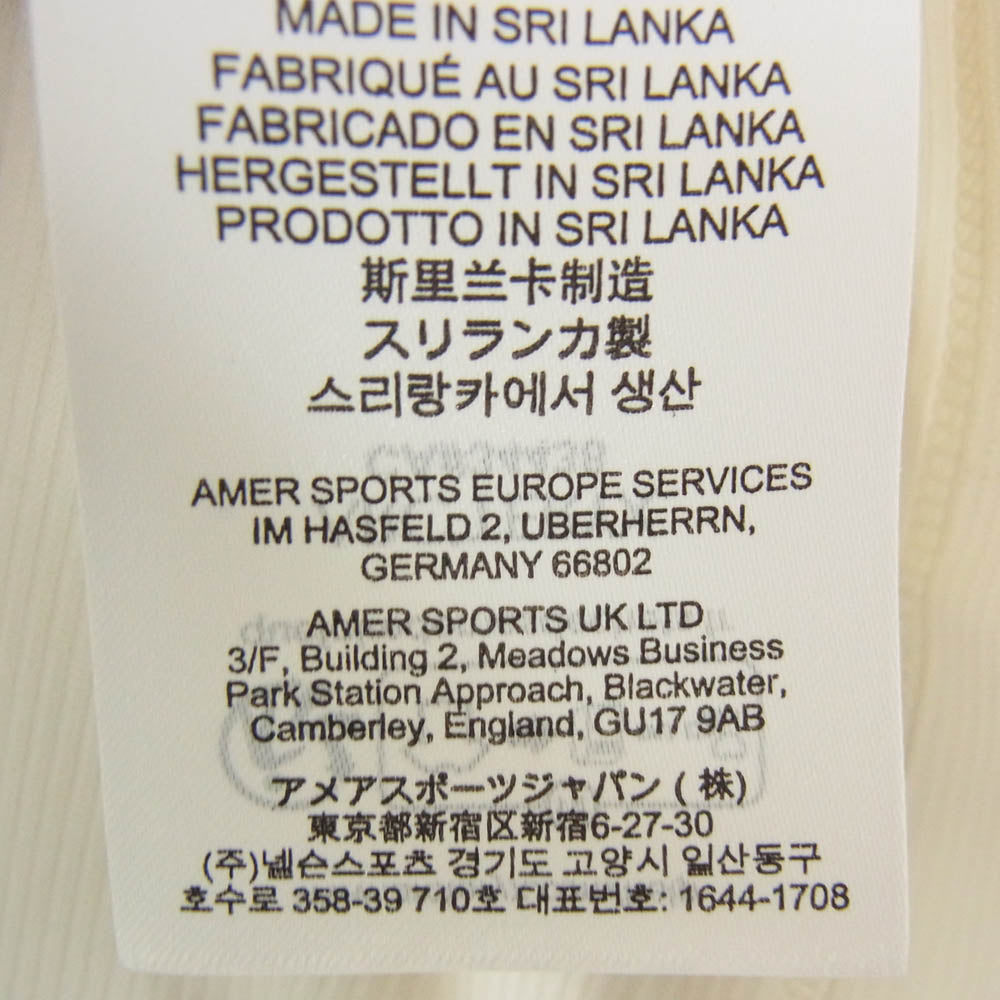 MADE IN SRI LANKA
FABRIQUÉ AU SRI LANKA
FABRICADO EN SRI LANKA
HERGESTELLT IN SRI LANKA
PRODOTTO IN SRI LANKA
斯里兰卡制造
スリランカ製
스리랑카에서 생산
AMER SPORTS EUROPE SERVICES
IM HASFELD 2, UBERHERRN,
GERMANY 66802
AMER SPORTS UK LTD
3/F, Building 2, Meadows Business
Park Station Approach, Blackwater,
Camberley, England, GU17 9AB
アメアスポーツジャパン ( 株)
東京都新宿区新宿6-27-30
(주)넬슨스포츠 경기도 고양시 일산동구
호수로 358-39 710호 대표번호: 1644-1708